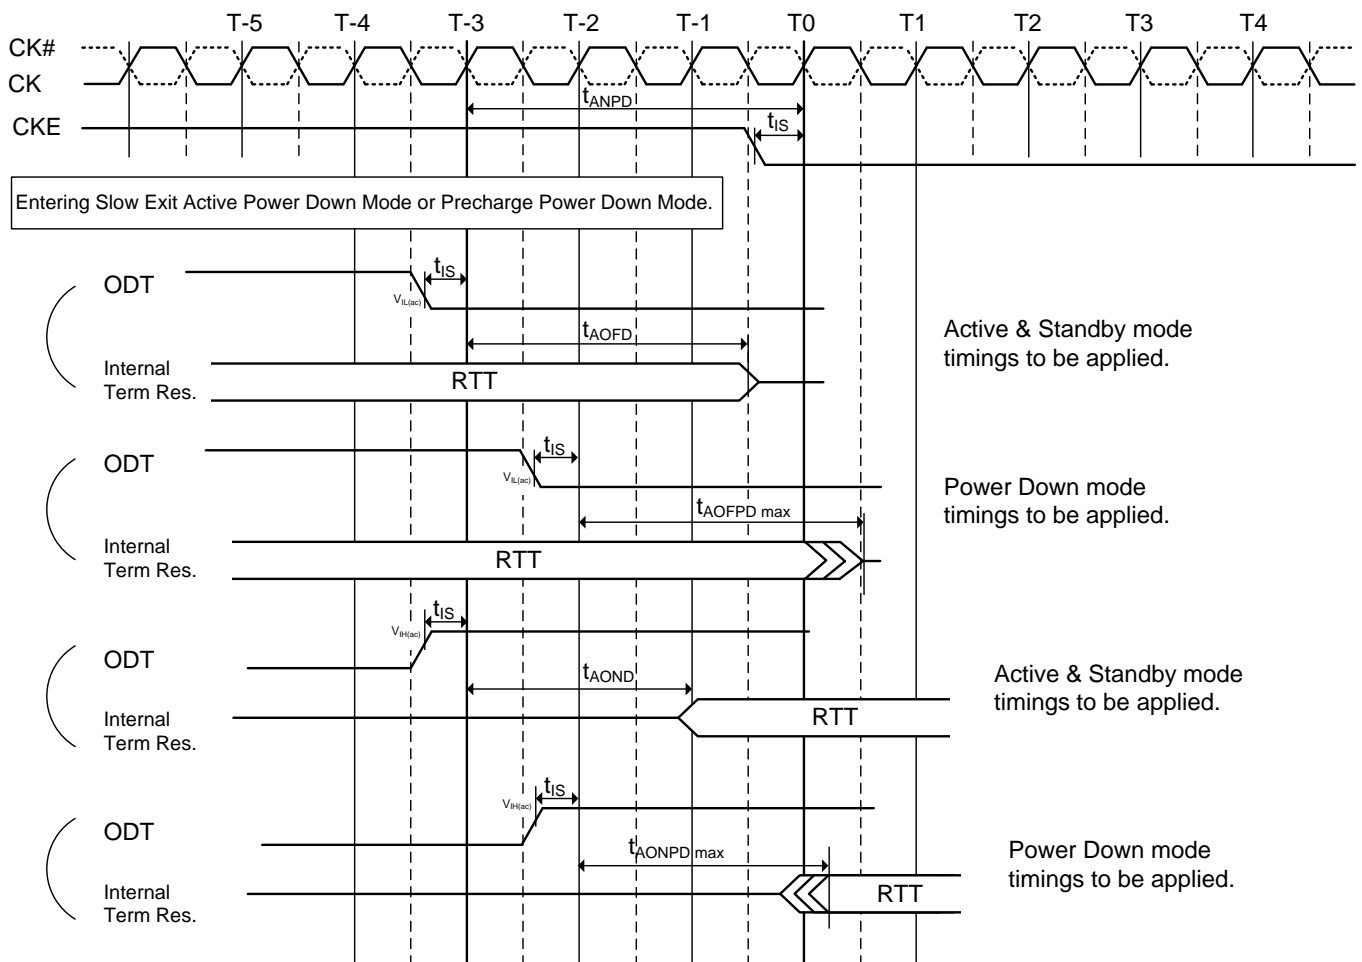 T-5 T-4 T-3 T-2 T-1 T0 T1 T2 T3 T4
CK#
CK
tANPD
CKE
tIS
Entering Slow Exit Active Power Down Mode or Precharge Power Down Mode.
tIS
ODT
VIL(ac)
tAOFD
Active & Standby mode
timings to be applied.
Internal
Term Res.
RTT
tIS
ODT
VIL(ac)
tAOFPD max
Power Down mode
timings to be applied.
Internal
Term Res.
RTT
tIS
VIH(ac)
ODT
tAOND
Active & Standby mode
timings to be applied.
Internal
Term Res.
RTT
tIS
VIH(ac)
ODT
tAONPD max
Power Down mode
timings to be applied.
Internal
Term Res.
RTT